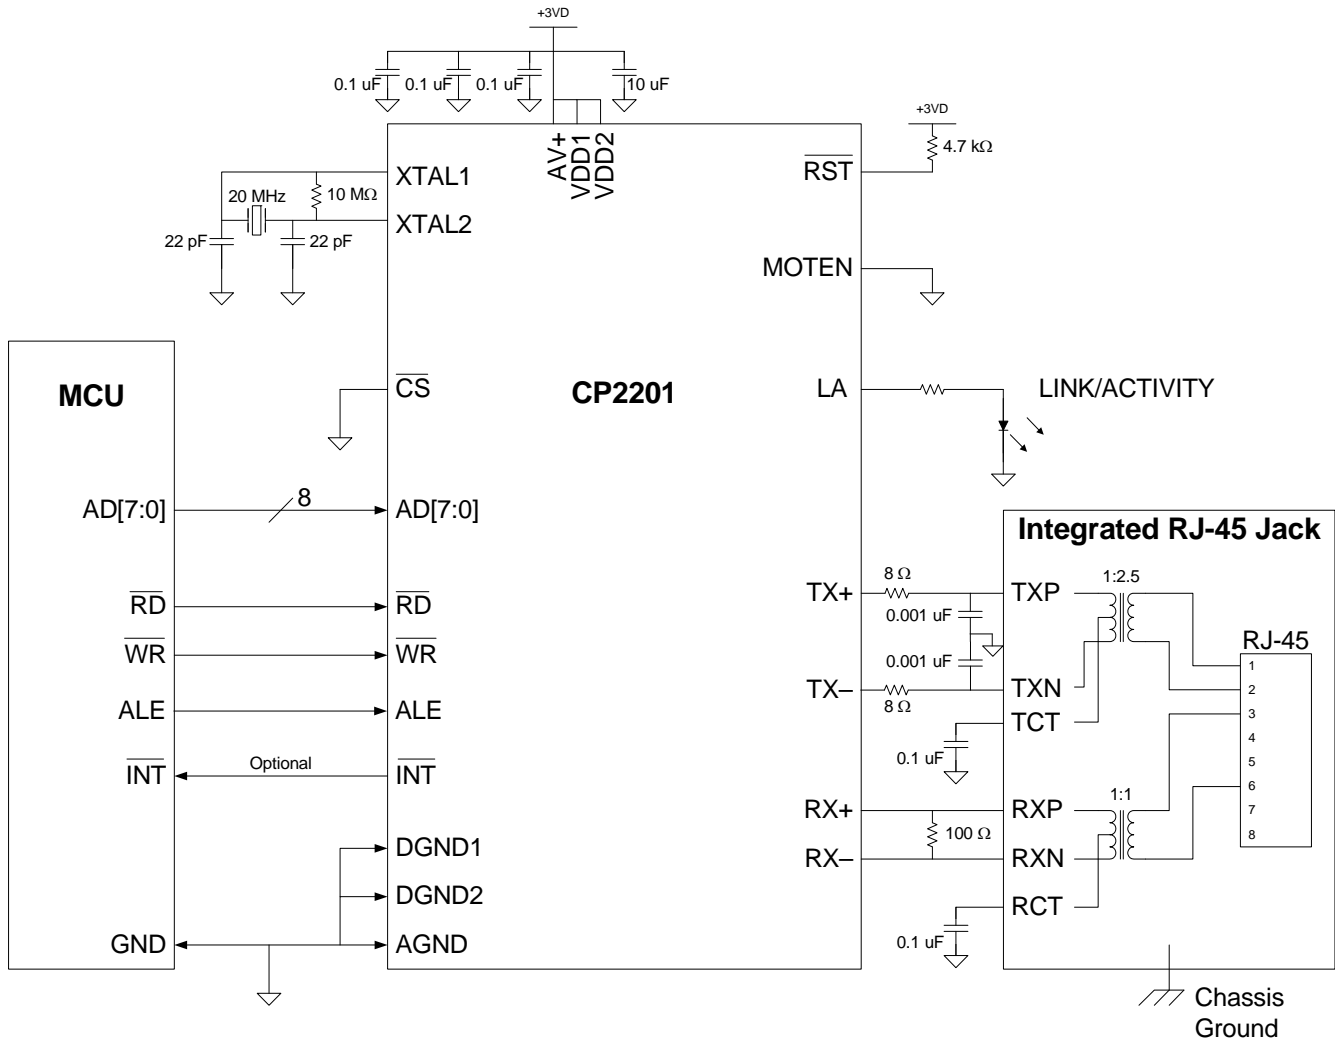 +3VD
0.1 uF
0.1 uF
0.1 uF
10 uF
AV+
VDD1
VDD2
+3VD
4.7 kΩ
RST
XTAL1
10 MΩ
20 MHz
XTAL2
22 pF
22 pF
MOTEN
MCU
CS
CP2201
LA
LINK/ACTIVITY
AD[7:0]
8
AD[7:0]
Integrated RJ-45 Jack
RD
RD
TX+
8 Ω
0.001 uF
TXP
1:2.5
WR
WR
0.001 uF
RJ-45
TX–
8 Ω
TXN
ALE
ALE
TCT
0.1 uF
1
2
3
4
5
6
7
8
INT
Optional
INT
RX+
RXP
1:1
100 Ω
DGND1
RX–
RXN
DGND2
RCT
GND
AGND
0.1 uF
Chassis
Ground